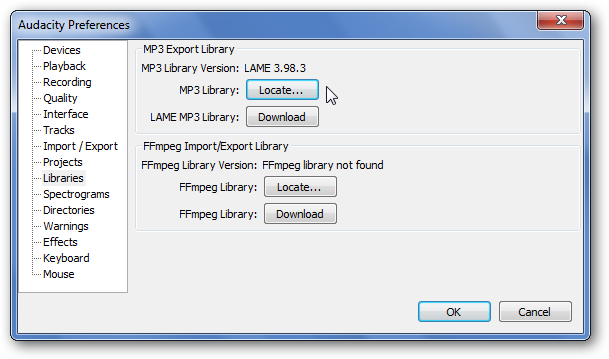 Audacity Preferences
Devices
Playback
Recording
Quality
Interface
Tracks
Import / Export
Projects
Libraries
Spectrograms
Directories
Warnings
Effects
Keyboard
Mouse
MP3 Export Library
MP3 Library Version: LAME 3.98.3
MP3 Library: Locate...
LAME MP3 Library: Download
FFmpeg Import/Export Library
FFmpeg Library Version: FFmpeg library not found
FFmpeg Library: Locate...
FFmpeg Library: Download
OK Cancel